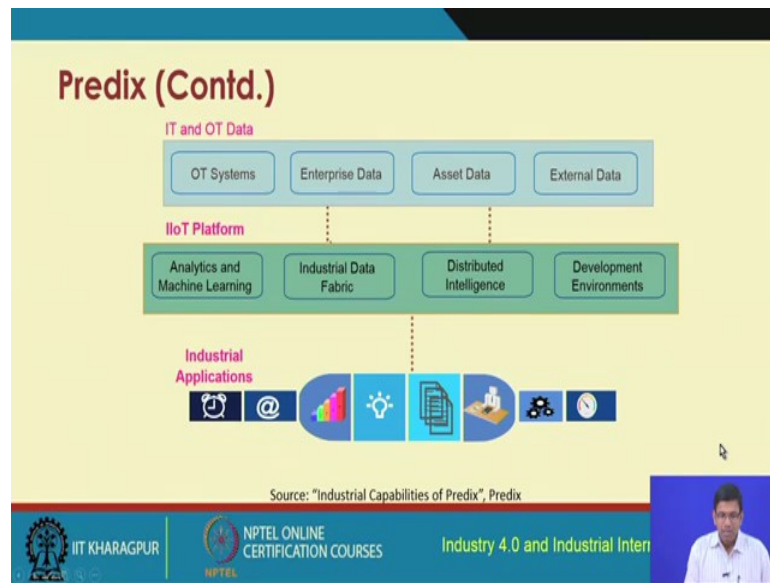 Predix (Contd.)
IT and OT Data
OT Systems
Enterprise Data
Asset Data
External Data
IIoT Platform
Analytics and
Machine Learning
Industrial Data
Fabric
Distributed
Intelligence
Development
Environments
Industrial
Applications
@
Source: "Industrial Capabilities of Predix", Predix
IIT KHARAGPUR
NPTEL
NPTEL ONLINE
CERTIFICATION COURSES
Industry 4.0 and Industrial Intern